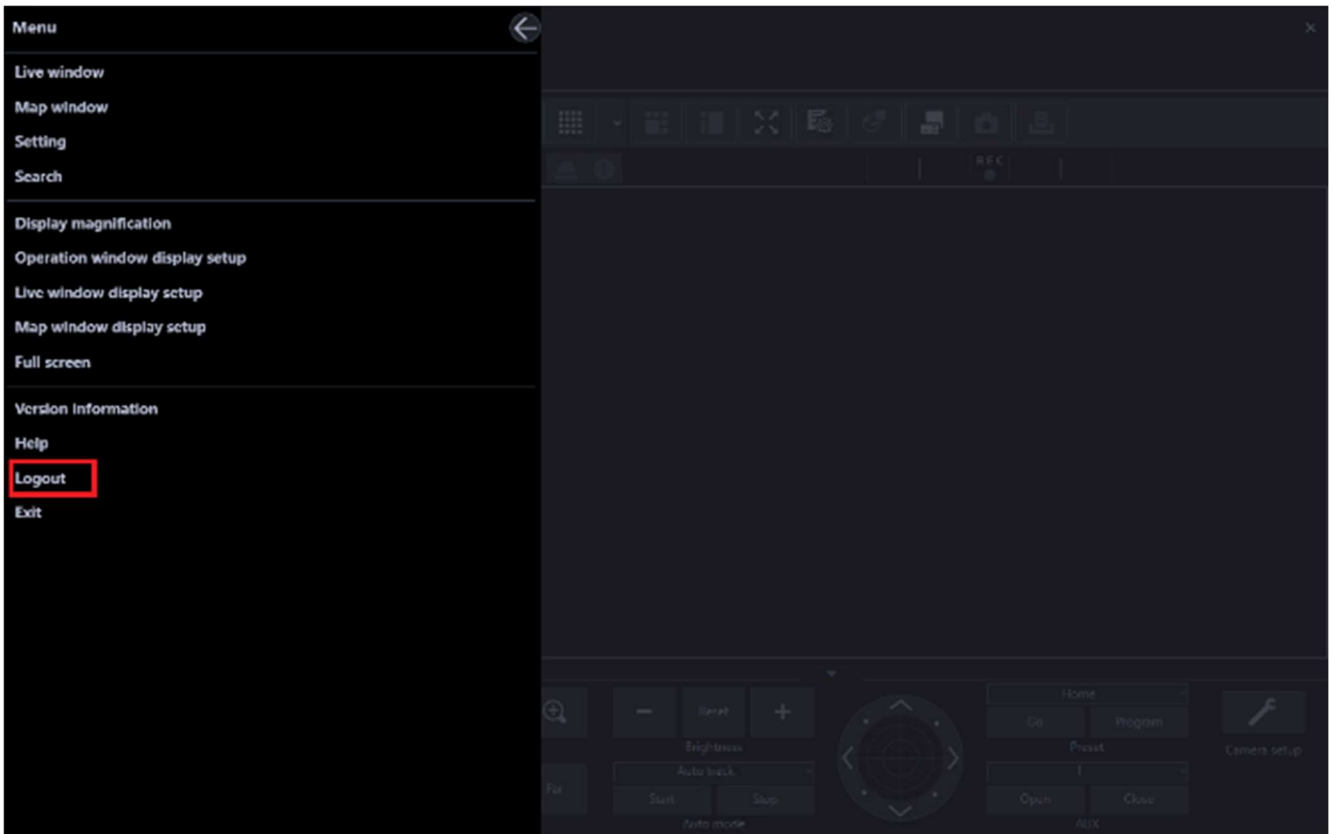 Menu
Live window
Map window
Setting
Search
Display magnification
Operation window display setup
Live window display setup
Map window display setup
Full screen
Version Information
Help
Logout
Exit
REC
Reset
Brightness
Auto track
Far
Start
Stop
Auto mode
Home
Go
Program
Preset
1
Open
Close
AUX
Camera setup